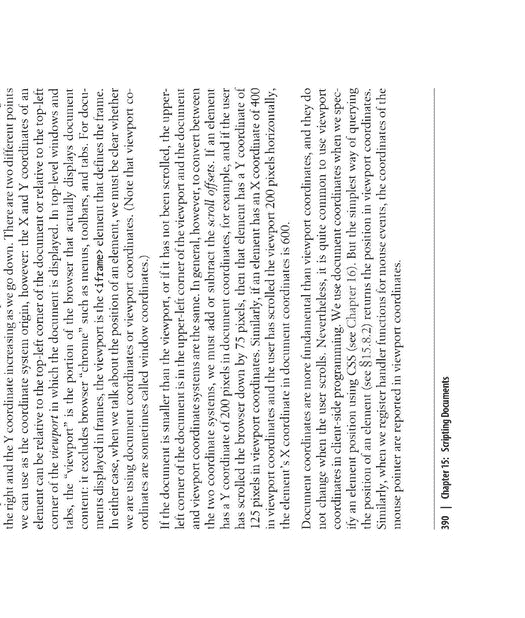 the right and the Y coordinate increasing as we go down. There are two different points
we can use as the coordinate system origin, however: the X and Y coordinates of an
element can be relative to the top-left corner of the document or relative to the top-left
corner of the viewport in which the document is displayed. In top-level windows and
tabs, the “viewport” is the portion of the browser that actually displays document
content: it excludes browser “chrome” such as menus, toolbars, and tabs. For docu-
ments displayed in frames, the viewport is the <iframe> element that defines the frame.
In either case, when we talk about the position of an element, we must be clear whether
we are using document coordinates or viewport coordinates. (Note that viewport co-
ordinates are sometimes called window coordinates.)
If the document is smaller than the viewport, or if it has not been scrolled, the upper-
left corner of the document is in the upper-left corner of the viewport and the document
and viewport coordinate systems are the same. In general, however, to convert between
the two coordinate systems, we must add or subtract the scroll offsets. If an element
has a Y coordinate of 200 pixels in document coordinates, for example, and if the user
has scrolled the browser down by 75 pixels, then that element has a Y coordinate of
125 pixels in viewport coordinates. Similarly, if an element has an X coordinate of 400
in viewport coordinates and the user has scrolled the viewport 200 pixels horizontally,
the element’s X coordinate in document coordinates is 600.
Document coordinates are more fundamental than viewport coordinates, and they do
not change when the user scrolls. Nevertheless, it is quite common to use viewport
coordinates in client-side programming. We use document coordinates when we spec-
ify an element position using CSS (see Chapter 16). But the simplest way of querying
the position of an element (see §15.8.2) returns the position in viewport coordinates.
Similarly, when we register handler functions for mouse events, the coordinates of the
mouse pointer are reported in viewport coordinates.
390 | Chapter 15: Scripting Documents